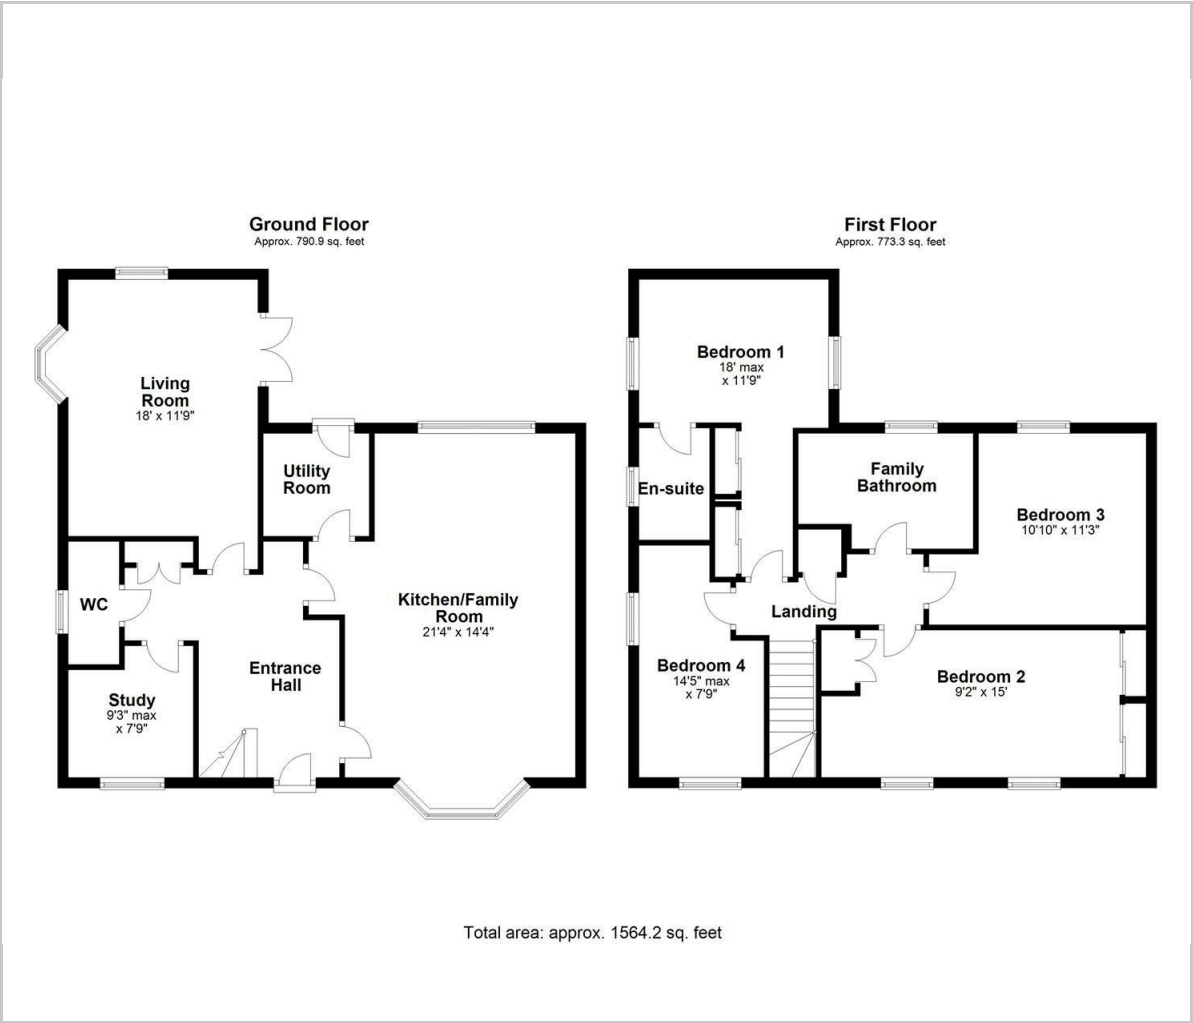 Ground Floor
Approx. 790.9 sq. feet
Living
Room
18' x 11'9"
Utility
Room
WC
Kitchen/Family
Room
21'4" x 14'4"
Entrance
Hall
Study
9'3" max
x 7'9"
First Floor
Approx. 773.3 sq. feet
Bedroom 1
18' max
x 11'9"
En-suite
Family
Bathroom
Bedroom 3
10'10" x 11'3"
Landing
Bedroom 4
14'5" max
x 7'9"
Bedroom 2
9'2" x 15'
Total area: approx. 1564.2 sq. feet